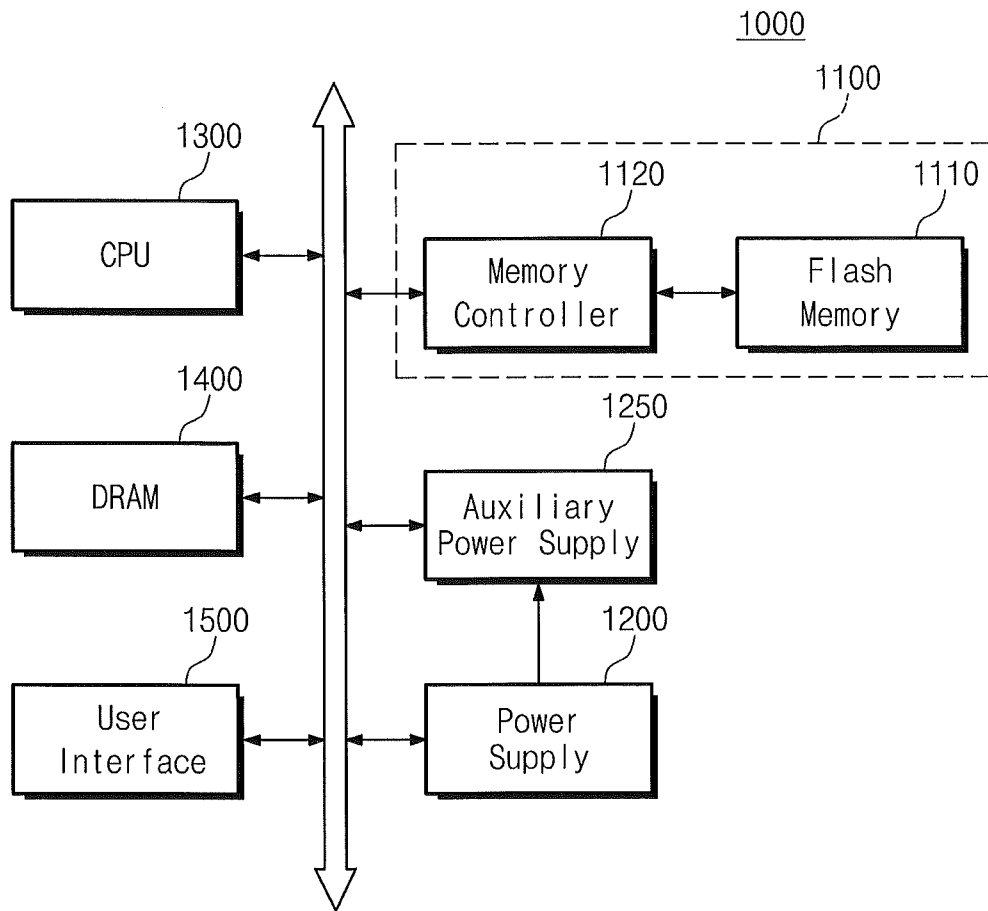 1000
1100
1300
CPU
1120
Memory
Controller
1110
Flash
Memory
1400
DRAM
1250
Auxiliary
Power Supply
1500
User
Interface
1200
Power
Supply